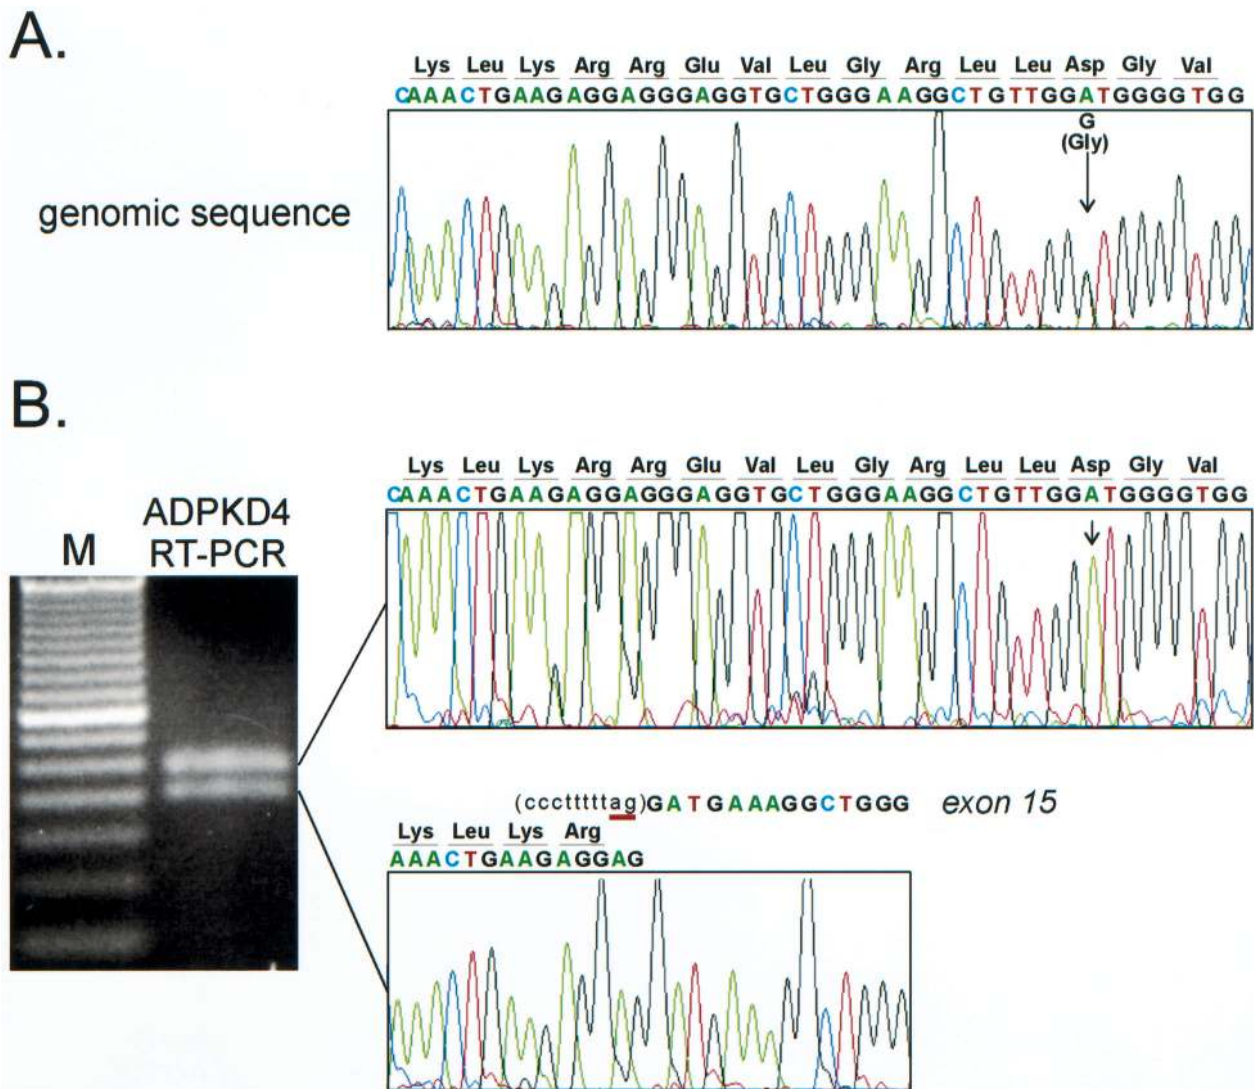 A.
Lys Leu Lys Arg Arg Glu Val Leu Gly Arg Leu Leu Asp Gly Val
CAAACTGAAGAGGAGGGAGGTGCTGGGAAGGCTGTTGGATGGGGTGG
G
(Gly)
genomic sequence
B.
Lys Leu Lys Arg Arg Glu Val Leu Gly Arg Leu Leu Asp Gly Val
CAAACTGAAGAGGAGGGAGGTGCTGGGAAGGCTGTTGGATGGGGTGG
ADPKD4
M RT-PCR
(ccctttttag)GATGAAAGGCTGGG exon 15
Lys Leu Lys Arg
AAACTGAAGAGGAG